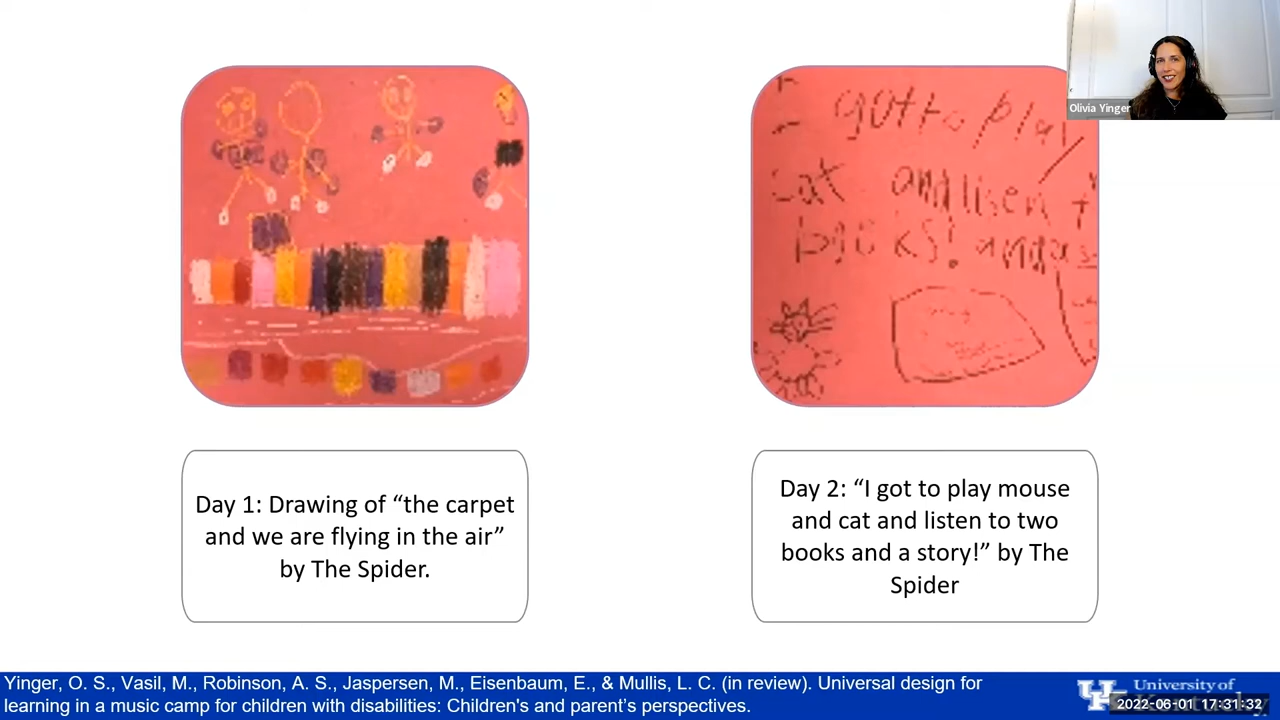 Olivia Yinger
got to play
cat and lisen t
books! and a s
Day 1: Drawing of “the carpet
and we are flying in the air”
by The Spider.
Day 2: “I got to play mouse
and cat and listen to two
books and a story!” by The
Spider
Yinger, O. S., Vasil, M., Robinson, A. S., Jaspersen, M., Eisenbaum, E., & Mullis, L. C. (in review). Universal design for
learning in a music camp for children with disabilities: Children's and parent’s perspectives.
University of
Kentucky
2022-06-01 17:31:32